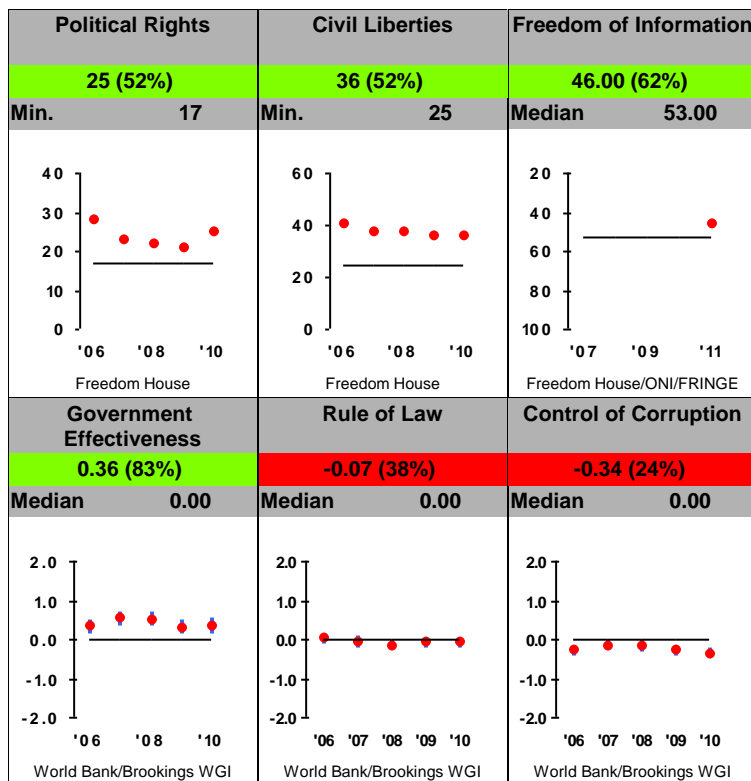 Political Rights
25 (52%)
Min. 17
40
30
20
10
0
'06 '08 '10
Freedom House
Civil Liberties
36 (52%)
Min. 25
60
40
20
0
'06 '08 '10
Freedom House
Freedom of Information
46.00 (62%)
Median 53.00
20
40
60
80
100
'07 '09 '11
Freedom House/ONI/FRINGE
Government
Effectiveness
0.36 (83%)
Median 0.00
2.0
1.0
0.0
-1.0
-2.0
'06 '08 '10
World Bank/Brookings WGI
Rule of Law
-0.07 (38%)
Median 0.00
2.0
1.0
0.0
-1.0
-2.0
'06 '07 '08 '09 '10
World Bank/Brookings WGI
Control of Corruption
-0.34 (24%)
Median 0.00
2.0
1.0
0.0
-1.0
-2.0
'06 '07 '08 '09 '10
World Bank/Brookings WGI